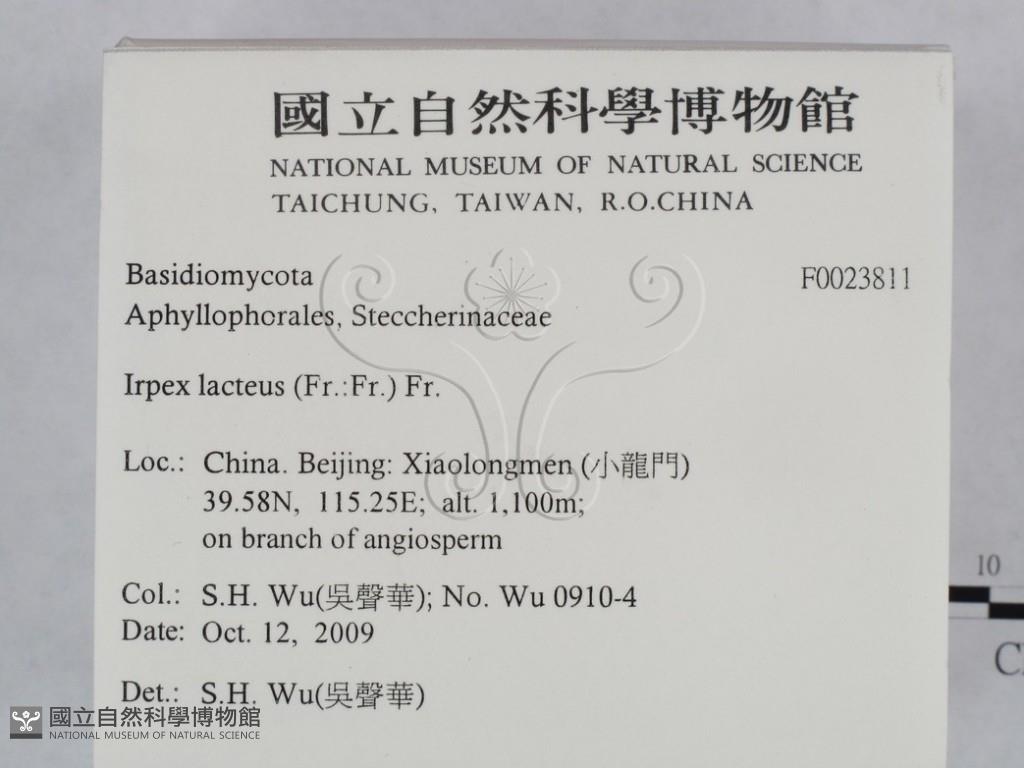 國立自然科學博物館
NATIONAL MUSEUM OF NATURAL SCIENCE
TAICHUNG, TAIWAN, R.O.CHINA
Basidiomycota F0023811
Aphyllophorales, Steccherinaceae
Irpex lacteus (Fr.:Fr.) Fr.
Loc.: China. Beijing: Xiaolongmen (小龍門)
39.58N, 115.25E; alt. 1,100m;
on branch of angiosperm
Col.: S.H. Wu(吳聲華); No. Wu 0910-4
Date: Oct. 12, 2009
Det.: S.H. Wu(吳聲華)
10
國立自然科學博物館
NATIONAL MUSEUM OF NATURAL SCIENCE